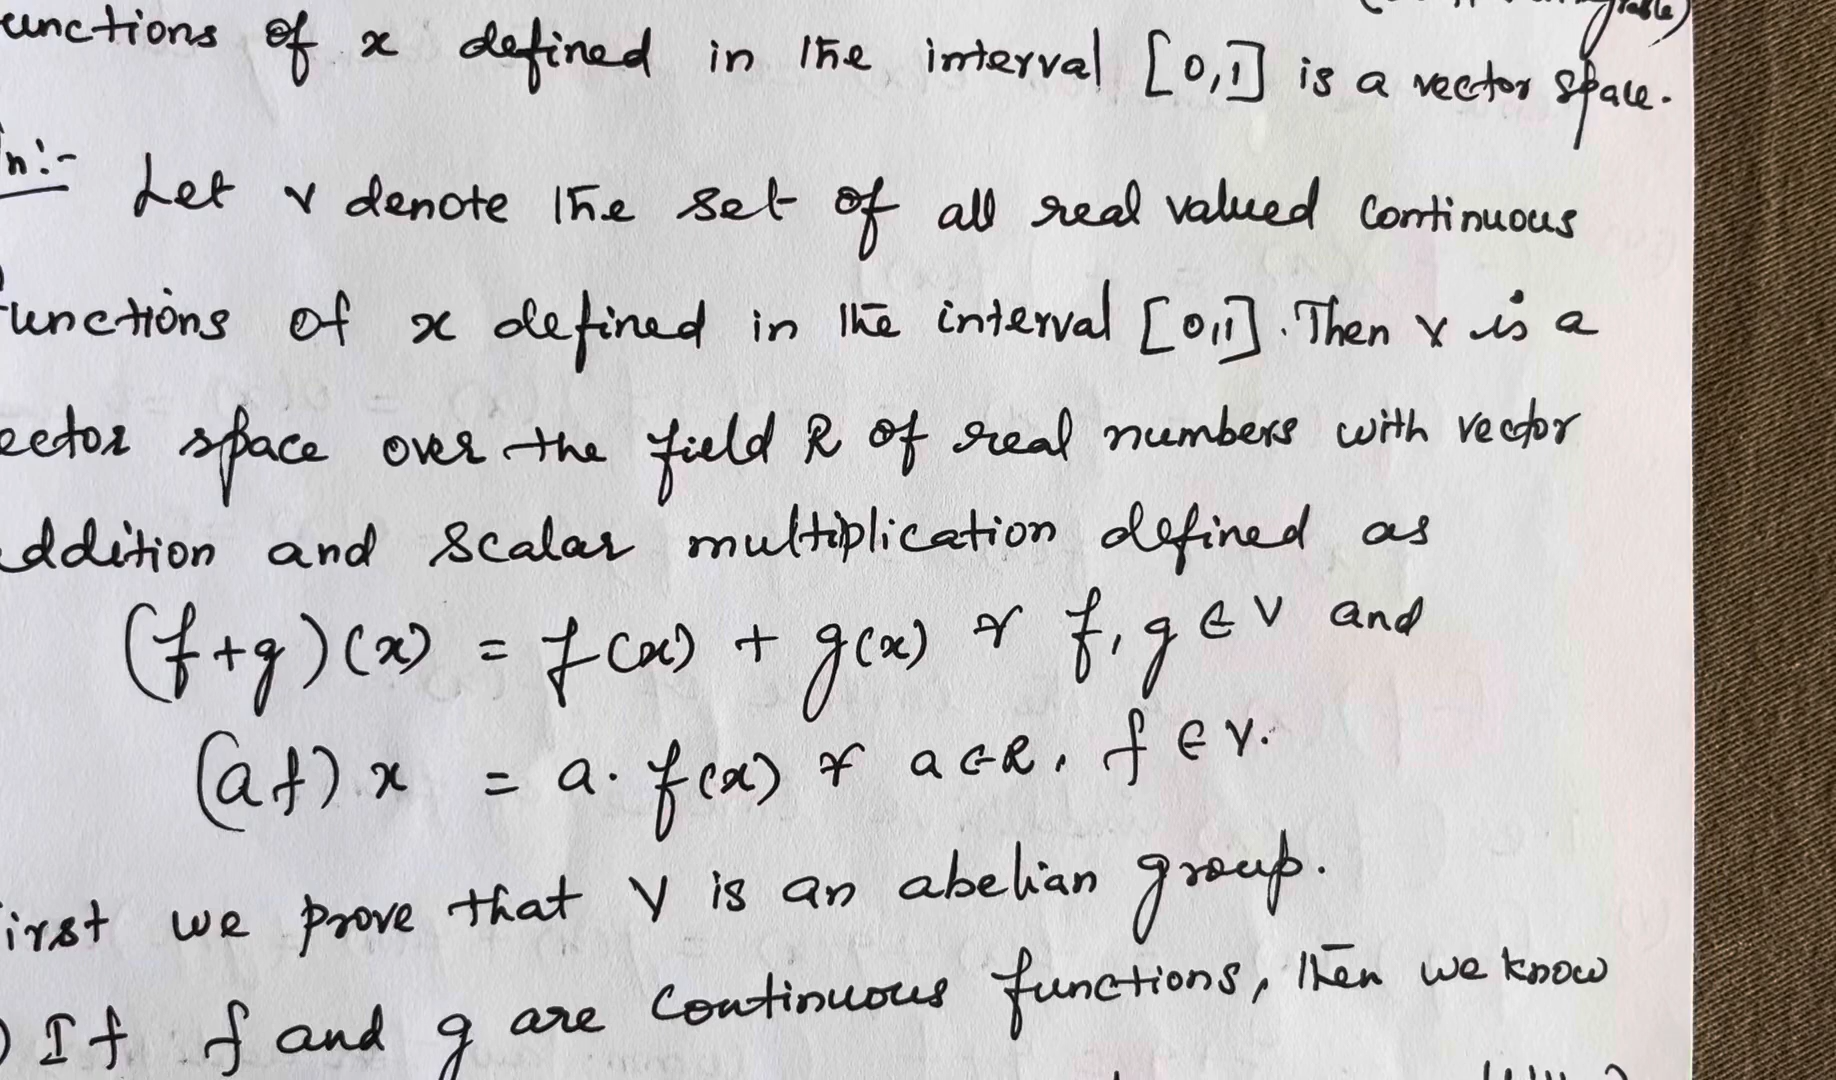 unctions of x defined in the interval [0,1] is a vector space.
n:- Let V denote the set of all real valued continuous
unctions of x defined in the interval [0,1]. Then V is a
ector space over the field R of real numbers with vector
ddition and scalar multiplication defined as
(f+g)(x) = f(x) + g(x) ∀ f, g ∈ V and
(af) x = a. f(x) ∀ a ∈ R, f ∈ V.
irst we prove that V is an abelian group.
) If f and g are continuous functions, then we know